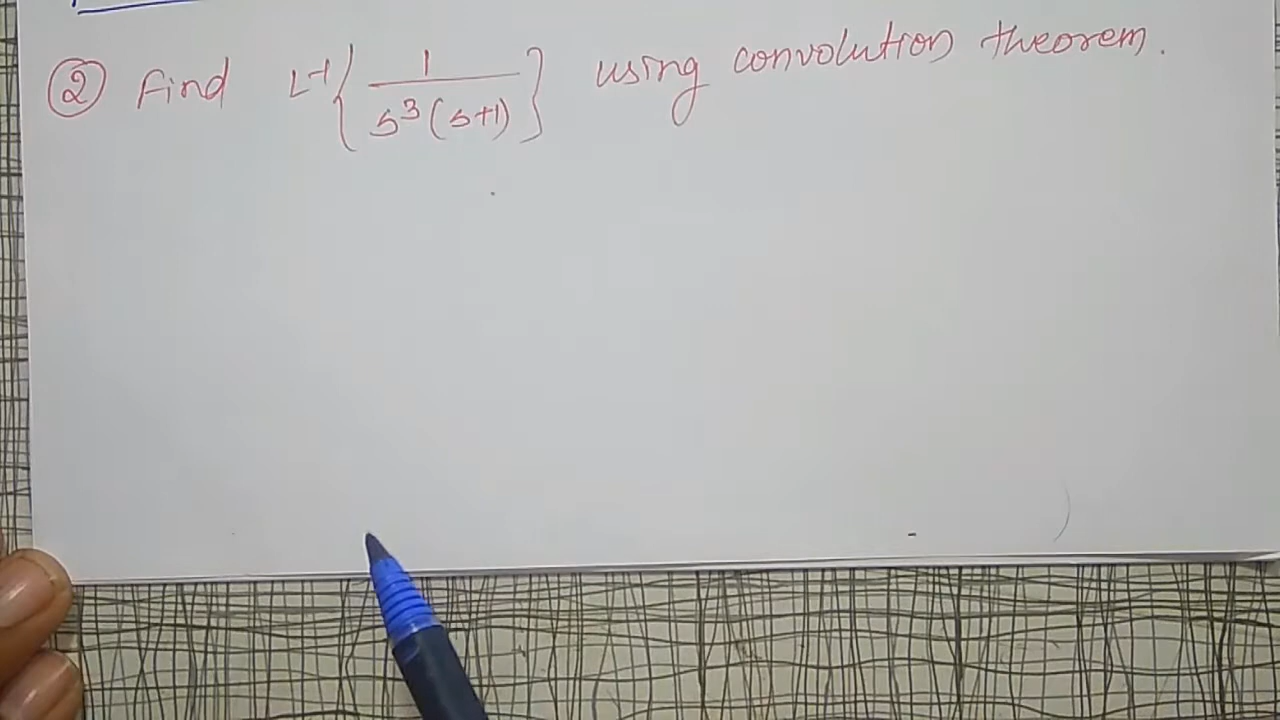 ② Find L⁻¹{ 1 / s³(s+1) } using convolution theorem.